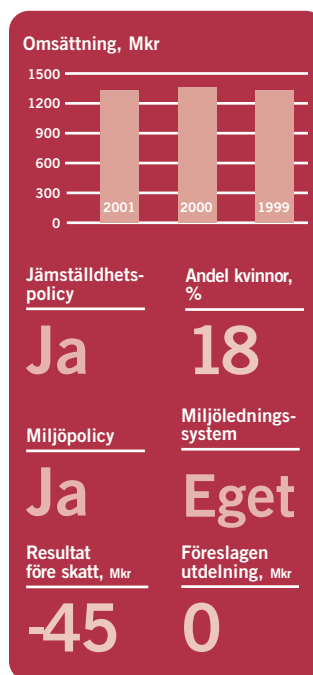 Omsättning, Mkr
1500
1200
900
600
300
0
2001
2000
1999
Jämställdhets-
policy
Ja
Andel kvinnor,
%
18
Miljöpolicy
Ja
Miljölednings-
system
Eget
Resultat
före skatt, Mkr
-45
Föreslagen
utdelning, Mkr
0